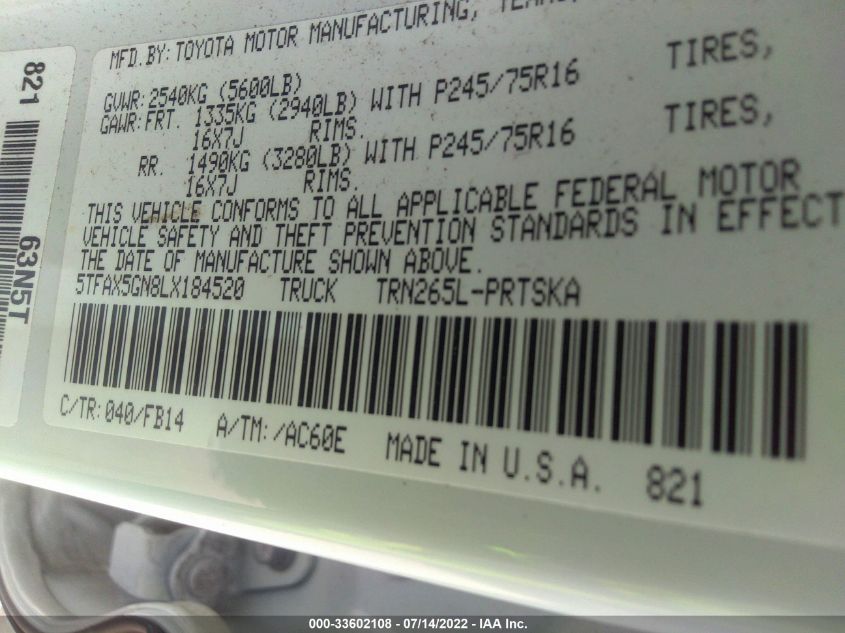 MFD. BY: TOYOTA MOTOR MANUFACTURING,
GVWR: 2540KG (5600LB)
GAWR: FRT. 1335KG (2940LB) WITH P245/75R16 TIRES,
16X7J RIMS.
RR. 1490KG (3280LB) WITH P245/75R16 TIRES,
16X7J RIMS.
THIS VEHICLE CONFORMS TO ALL APPLICABLE FEDERAL MOTOR
VEHICLE SAFETY AND THEFT PREVENTION STANDARDS IN EFFECT
THE DATE OF MANUFACTURE SHOWN ABOVE.
5TFAX5GN8LX184520 TRUCK TRN265L-PRTSKA
C/TR: 040/FB14 A/TM: /AC60E MADE IN U.S.A. 821
821
63N5T
000-33602108 - 07/14/2022 - IAA Inc.